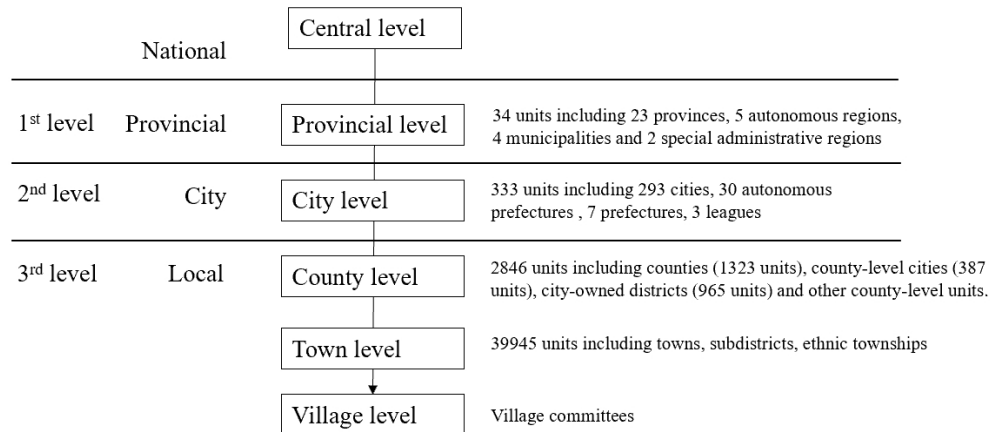 Central level
National
1st level Provincial Provincial level 34 units including 23 provinces, 5 autonomous regions,
4 municipalities and 2 special administrative regions
2nd level City City level 333 units including 293 cities, 30 autonomous
prefectures , 7 prefectures, 3 leagues
3rd level Local County level 2846 units including counties (1323 units), county-level cities (387
units), city-owned districts (965 units) and other county-level units.
Town level 39945 units including towns, subdistricts, ethnic townships
Village level Village committees